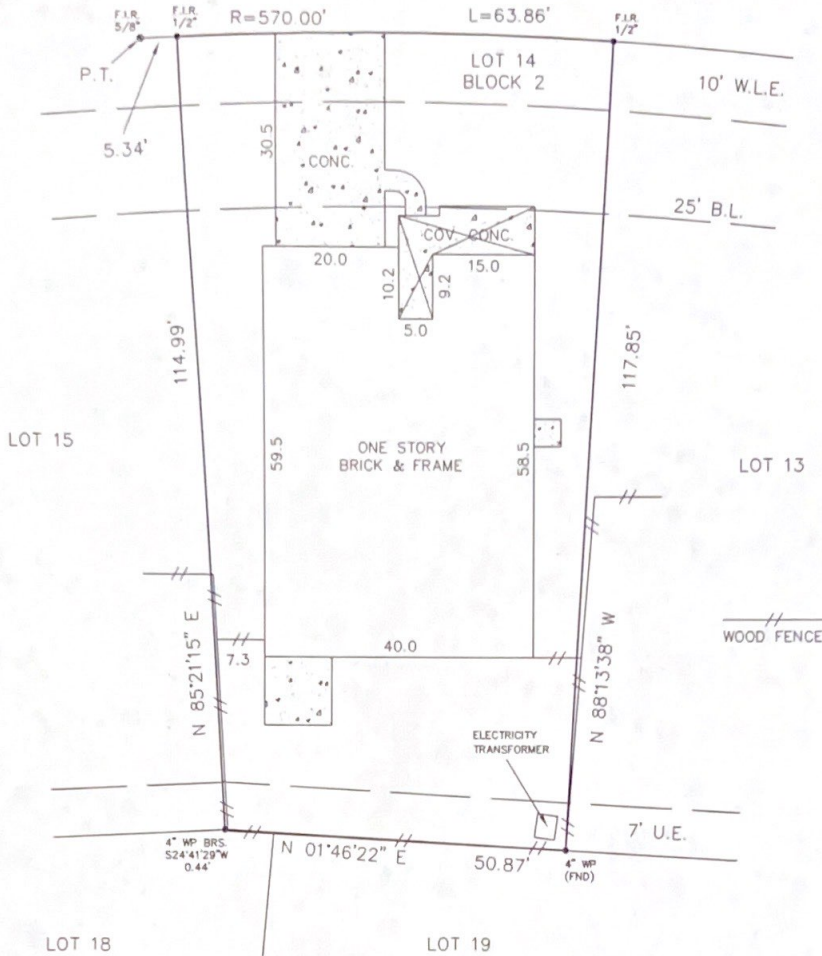 F.I.R.
5/8"
F.I.R.
1/2"
R=570.00'
L=63.86'
F.I.R.
1/2"
P.T.
LOT 14
BLOCK 2
10' W.L.E.
5.34'
30.5
CONC.
25' B.L.
COV. CONC.
20.0
10.2
9.2
15.0
5.0
114.99'
117.85'
LOT 15
59.5
ONE STORY
BRICK & FRAME
58.5
LOT 13
N 85°21'15" E
N 88°13'38" W
WOOD FENCE
7.3
40.0
ELECTRICITY
TRANSFORMER
7' U.E.
4" WP BRS.
S24°41'29"W
0.44'
N 01°46'22" E
50.87'
4" WP
(FND)
LOT 18
LOT 19